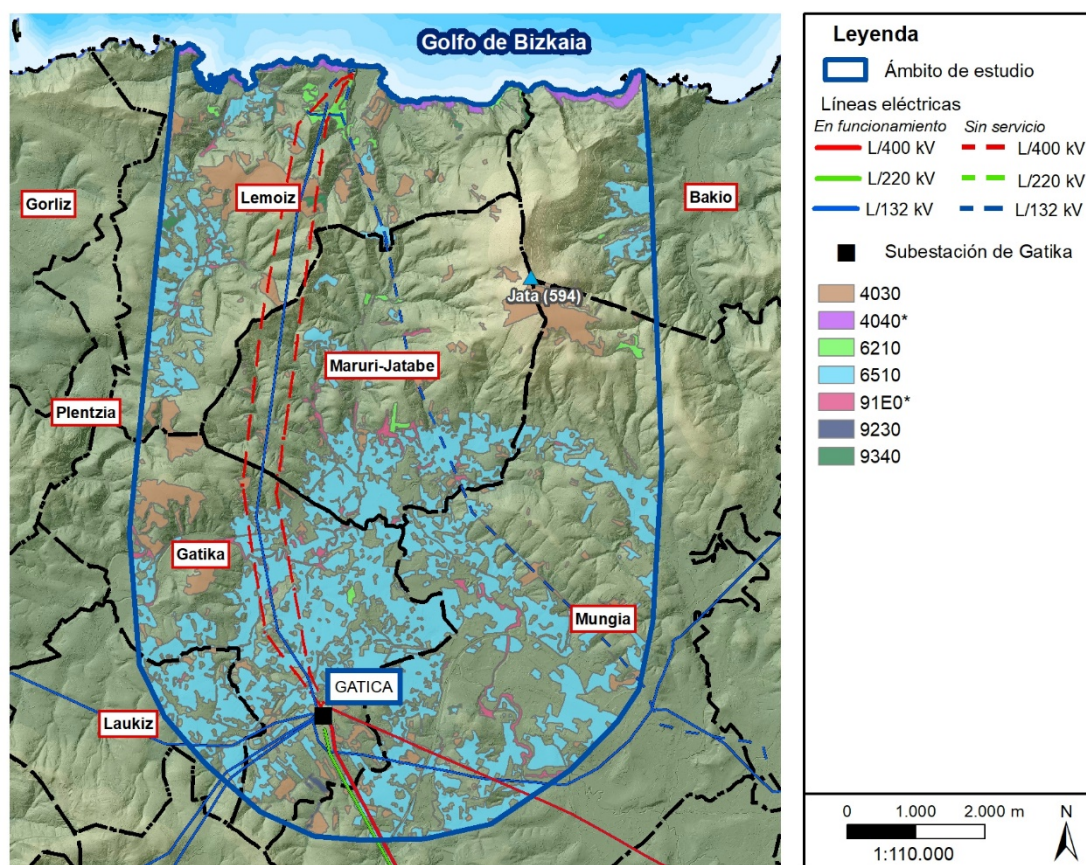 Golfo de Bizkaia
Gorliz
Lemoiz
Bakio
Jata (594)
Maruri-Jatabe
Plentzia
Gatika
Mungia
GATICA
Laukiz
Leyenda
Ámbito de estudio
Líneas eléctricas
En funcionamiento Sin servicio
L/400 kV L/400 kV
L/220 kV L/220 kV
L/132 kV L/132 kV
Subestación de Gatika
4030
4040*
6210
6510
91E0*
9230
9340
0 1.000 2.000 m N
1:110.000